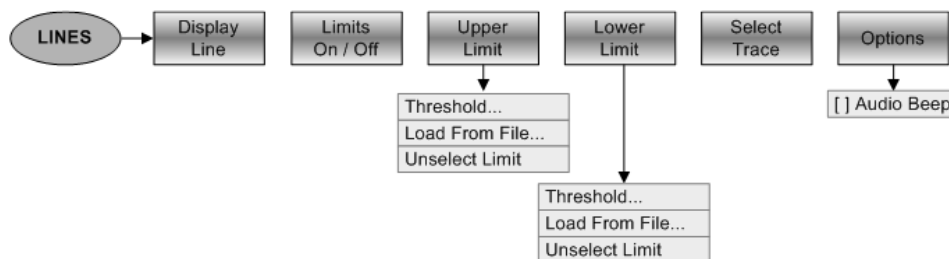 LINES
Display
Line
Limits
On / Off
Upper
Limit
Lower
Limit
Select
Trace
Options
Threshold...
Load From File...
Unselect Limit
[ ] Audio Beep
Threshold...
Load From File...
Unselect Limit